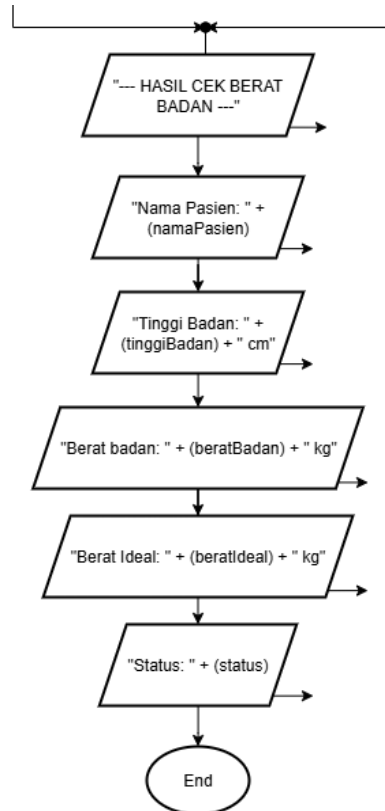 "--- HASIL CEK BERAT
BADAN ---"
"Nama Pasien: " +
(namaPasien)
"Tinggi Badan: " +
(tinggiBadan) + " cm"
"Berat badan: " + (beratBadan) + " kg"
"Berat Ideal: " + (beratIdeal) + " kg"
"Status: " + (status)
End